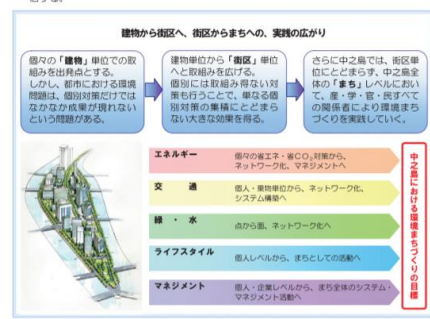 建物から街区へ、街区からまちへの、実践の広がり
個々の「建物」単位での取
組みを出発点とする。
しかし、都市における環境
問題は、個別対策だけでは
なかなか成果が現れない
という問題がある。
建物単位から「街区」単位
へと取組みを広げる。
個別には取組み得ない対
策も行うことで、単なる個
別対策の集積にとどまら
ない大きな効果を得る。
さらに中之島では、街区単
位にとどまらず、中之島全
体の「まち」レベルにおい
て、産・学・官・民すべて
の関係者により環境まち
づくりを実践していく。
エネルギー
個々の省エネ・省CO2対策から、
ネットワーク化、マネジメントへ
交通
個人・乗物単位から、ネットワーク化、
システム構築へ
緑・水
点から面、ネットワーク化へ
ライフスタイル
個人レベルから、まちとしての活動へ
マネジメント
個人・企業レベルから、まち全体のシステム・
マネジメント活動へ
中之島における環境まちづくりの目標